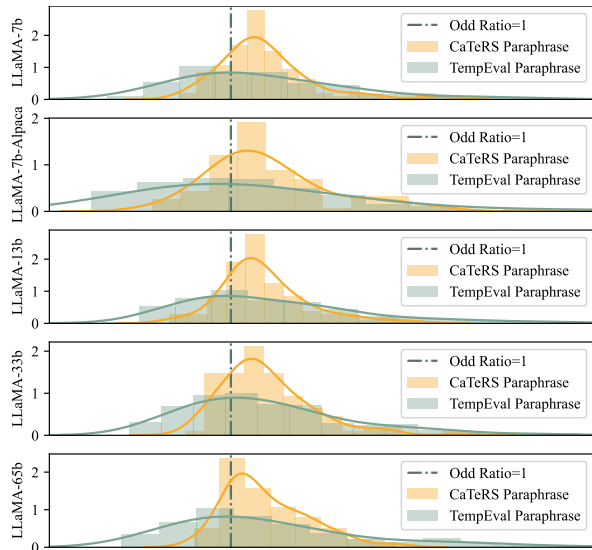 LLaMA-7b
2
1
0
Odd Ratio=1
CaTeRS Paraphrase
TempEval Paraphrase
LLaMA-7b-Alpaca
2
1
0
Odd Ratio=1
CaTeRS Paraphrase
TempEval Paraphrase
LLaMA-13b
2
1
0
Odd Ratio=1
CaTeRS Paraphrase
TempEval Paraphrase
LLaMA-33b
2
1
0
Odd Ratio=1
CaTeRS Paraphrase
TempEval Paraphrase
LLaMA-65b
2
1
0
Odd Ratio=1
CaTeRS Paraphrase
TempEval Paraphrase